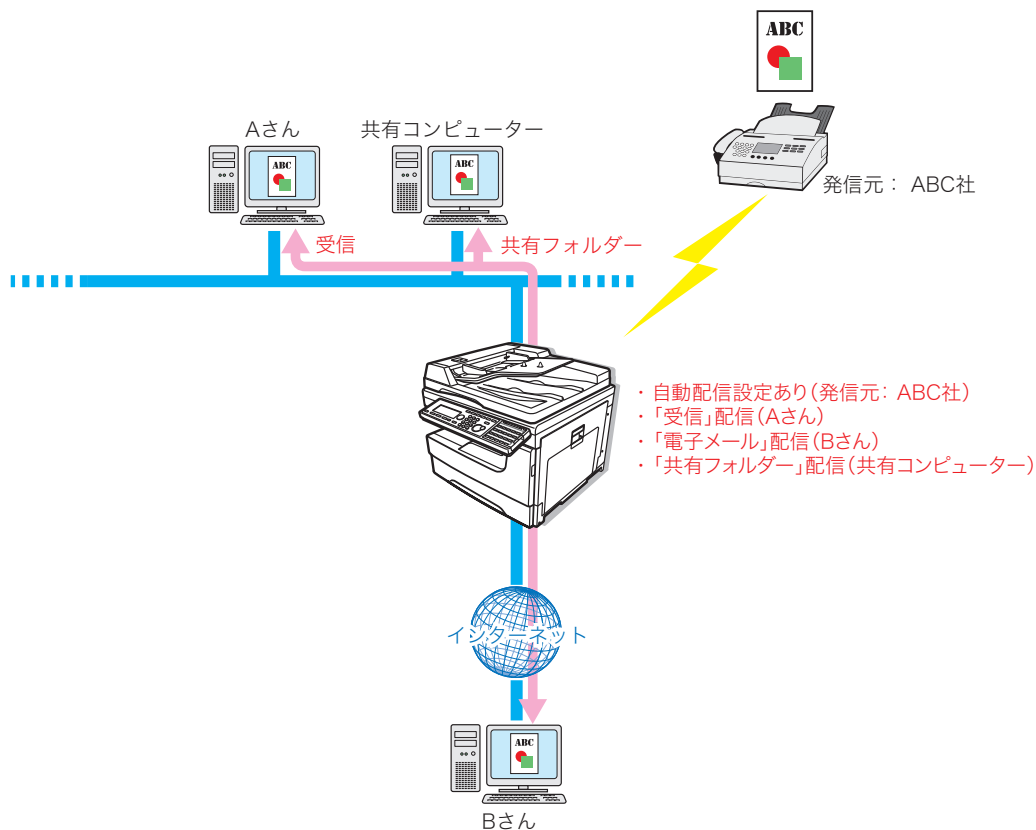 ABC
Aさん
共有コンピューター
ABC
ABC
発信元： ABC社
受信
共有フォルダー
・自動配信設定あり（発信元：ABC社）
・「受信」配信（Aさん）
・「電子メール」配信（Bさん）
・「共有フォルダー」配信（共有コンピューター）
インターネット
ABC
Bさん